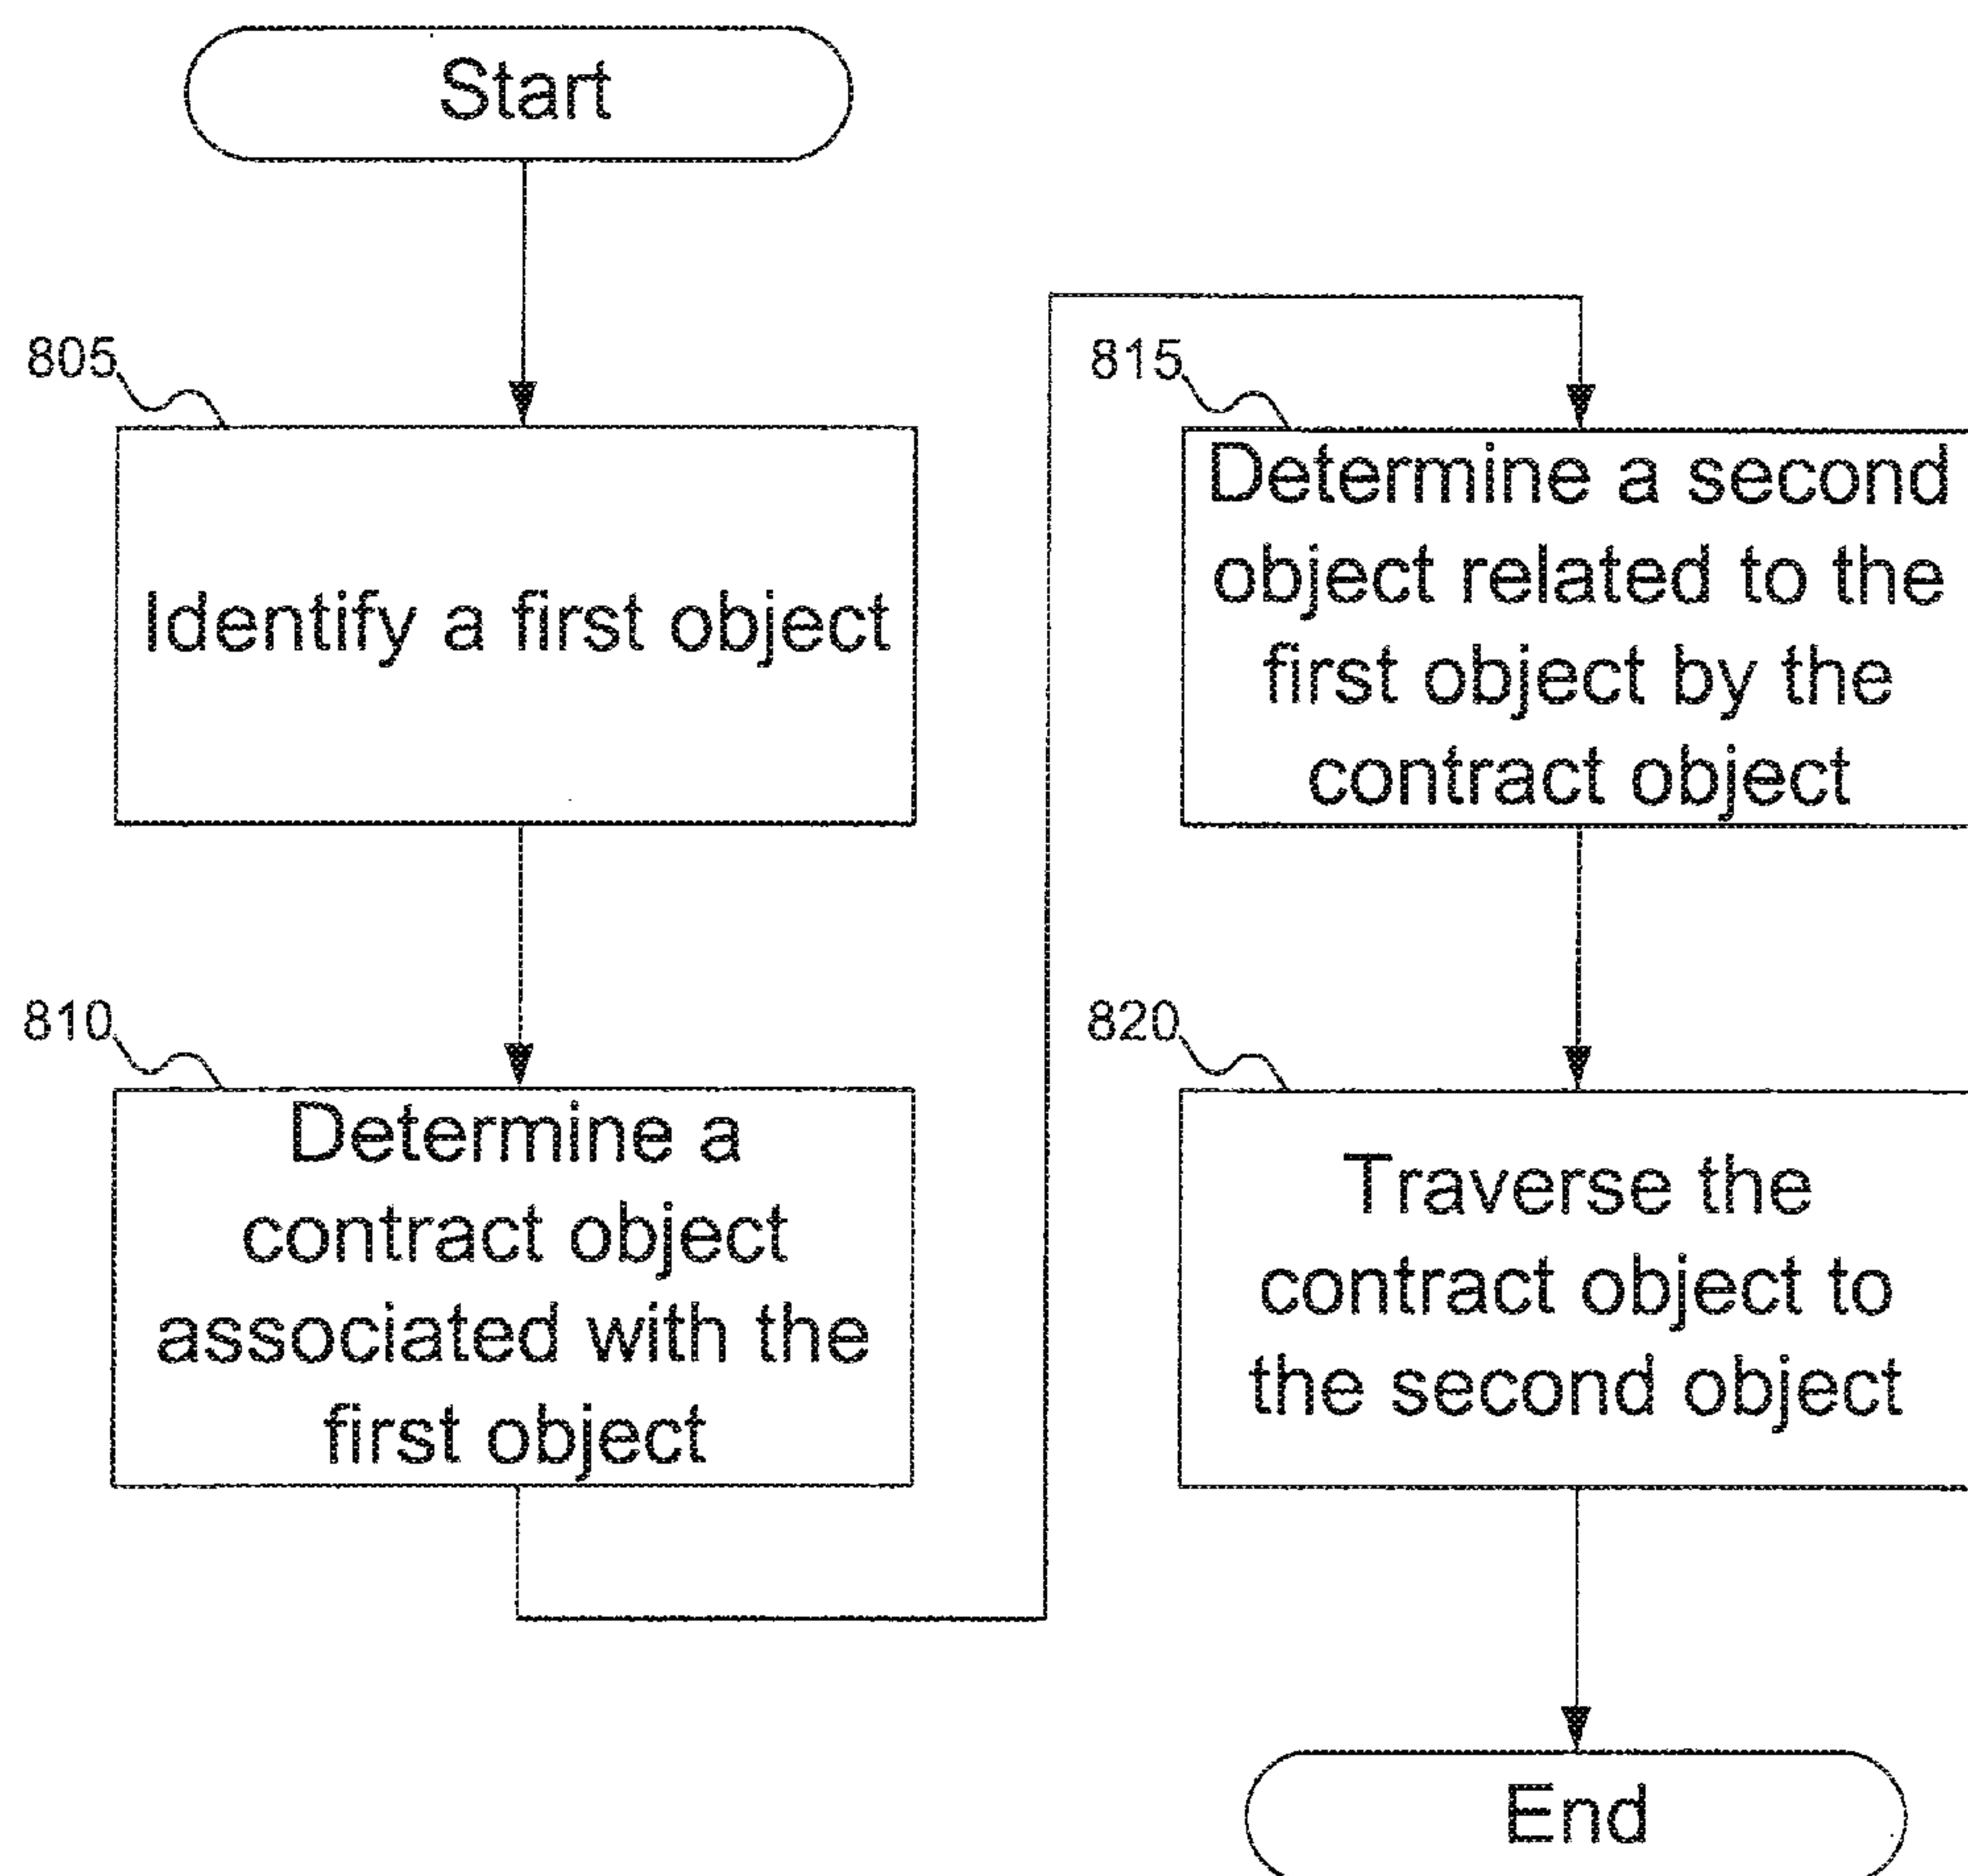 Start
805
Identify a first object
810
Determine a
contract object
associated with the
first object
815
Determine a second
object related to the
first object by the
contract object
820
Traverse the
contract object to
the second object
End